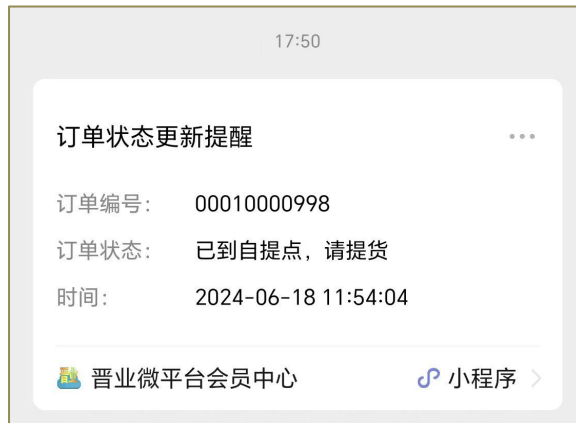 17:50
订单状态更新提醒
订单编号： 00010000998
订单状态： 已到自提点，请提货
时间： 2024-06-18 11:54:04
晋业微平台会员中心 小程序